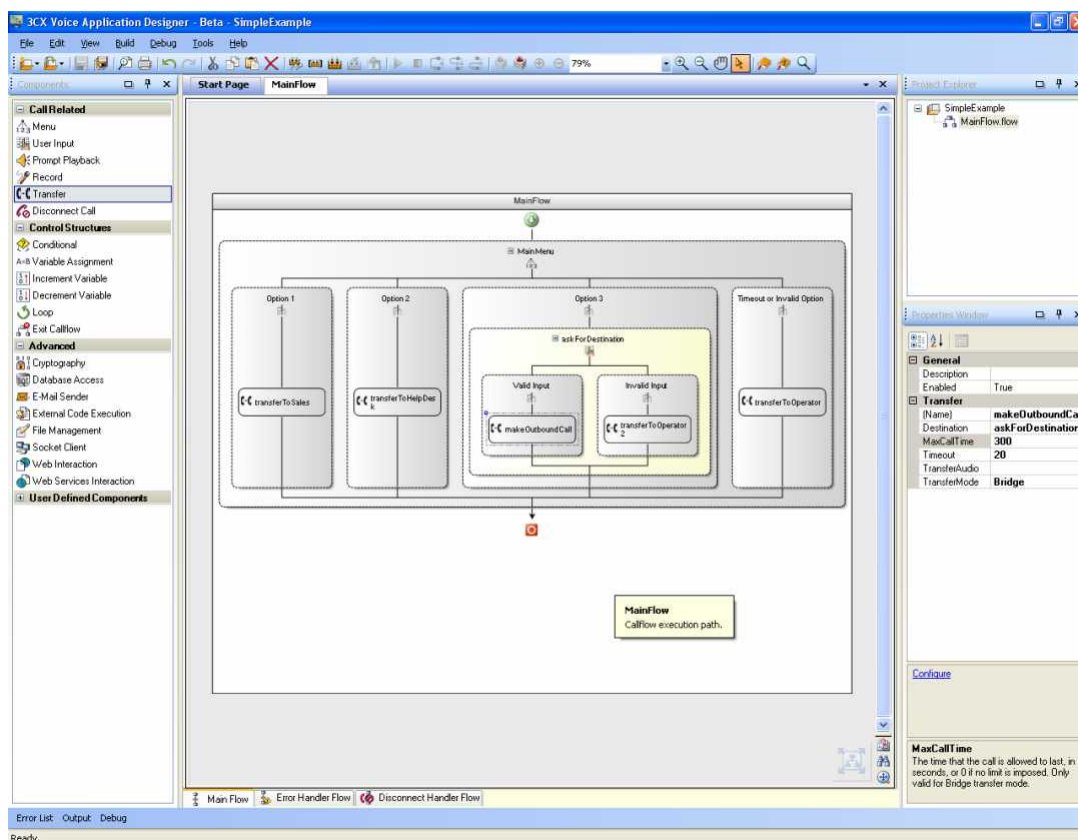 3CX Voice Application Designer - Beta - SimpleExample
File Edit View Build Debug Tools Help
79%
Components
Start Page MainFlow
Project Explorer
Call Related
Menu
User Input
Prompt Playback
Record
Transfer
Disconnect Call
Control Structures
Conditional
A=B Variable Assignment
Increment Variable
Decrement Variable
Loop
Exit Callflow
Advanced
Cryptography
Database Access
E-Mail Sender
External Code Execution
File Management
Socket Client
Web Interaction
Web Services Interaction
User Defined Components
MainFlow
MainMenu
Option 1
Option 2
Option 3
Timeout or Invalid Option
askForDestination
Valid Input
Invalid Input
transferToSales
transferToHelpDes
k
makeOutboundCall
transferToOperator
2
transferToOperator
MainFlow
Callflow execution path.
Main Flow Error Handler Flow Disconnect Handler Flow
SimpleExample
MainFlow.flow
Properties Window
General
Description
Enabled True
Transfer
(Name) makeOutboundCa
Destination askForDestination
MaxCallTime 300
Timeout 20
TransferAudio
TransferMode Bridge
Configure
MaxCallTime
The time that the call is allowed to last, in
seconds, or 0 if no limit is imposed. Only
valid for Bridge transfer mode.
Error List Output Debug
Ready